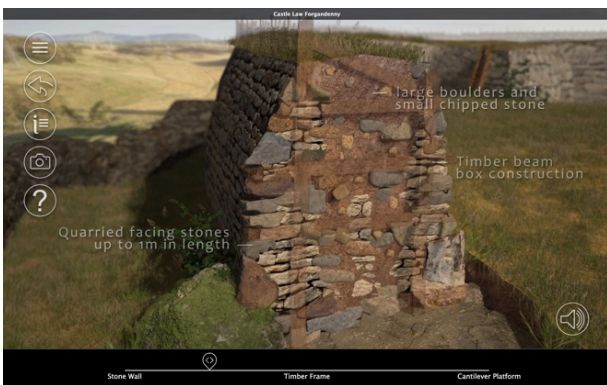 Castle Law Forgandenny
large boulders and
small chipped stone
Timber beam
box construction
Quarried facing stones
up to 1m in length
i
?
Stone Wall
Timber Frame
Cantilever Platform